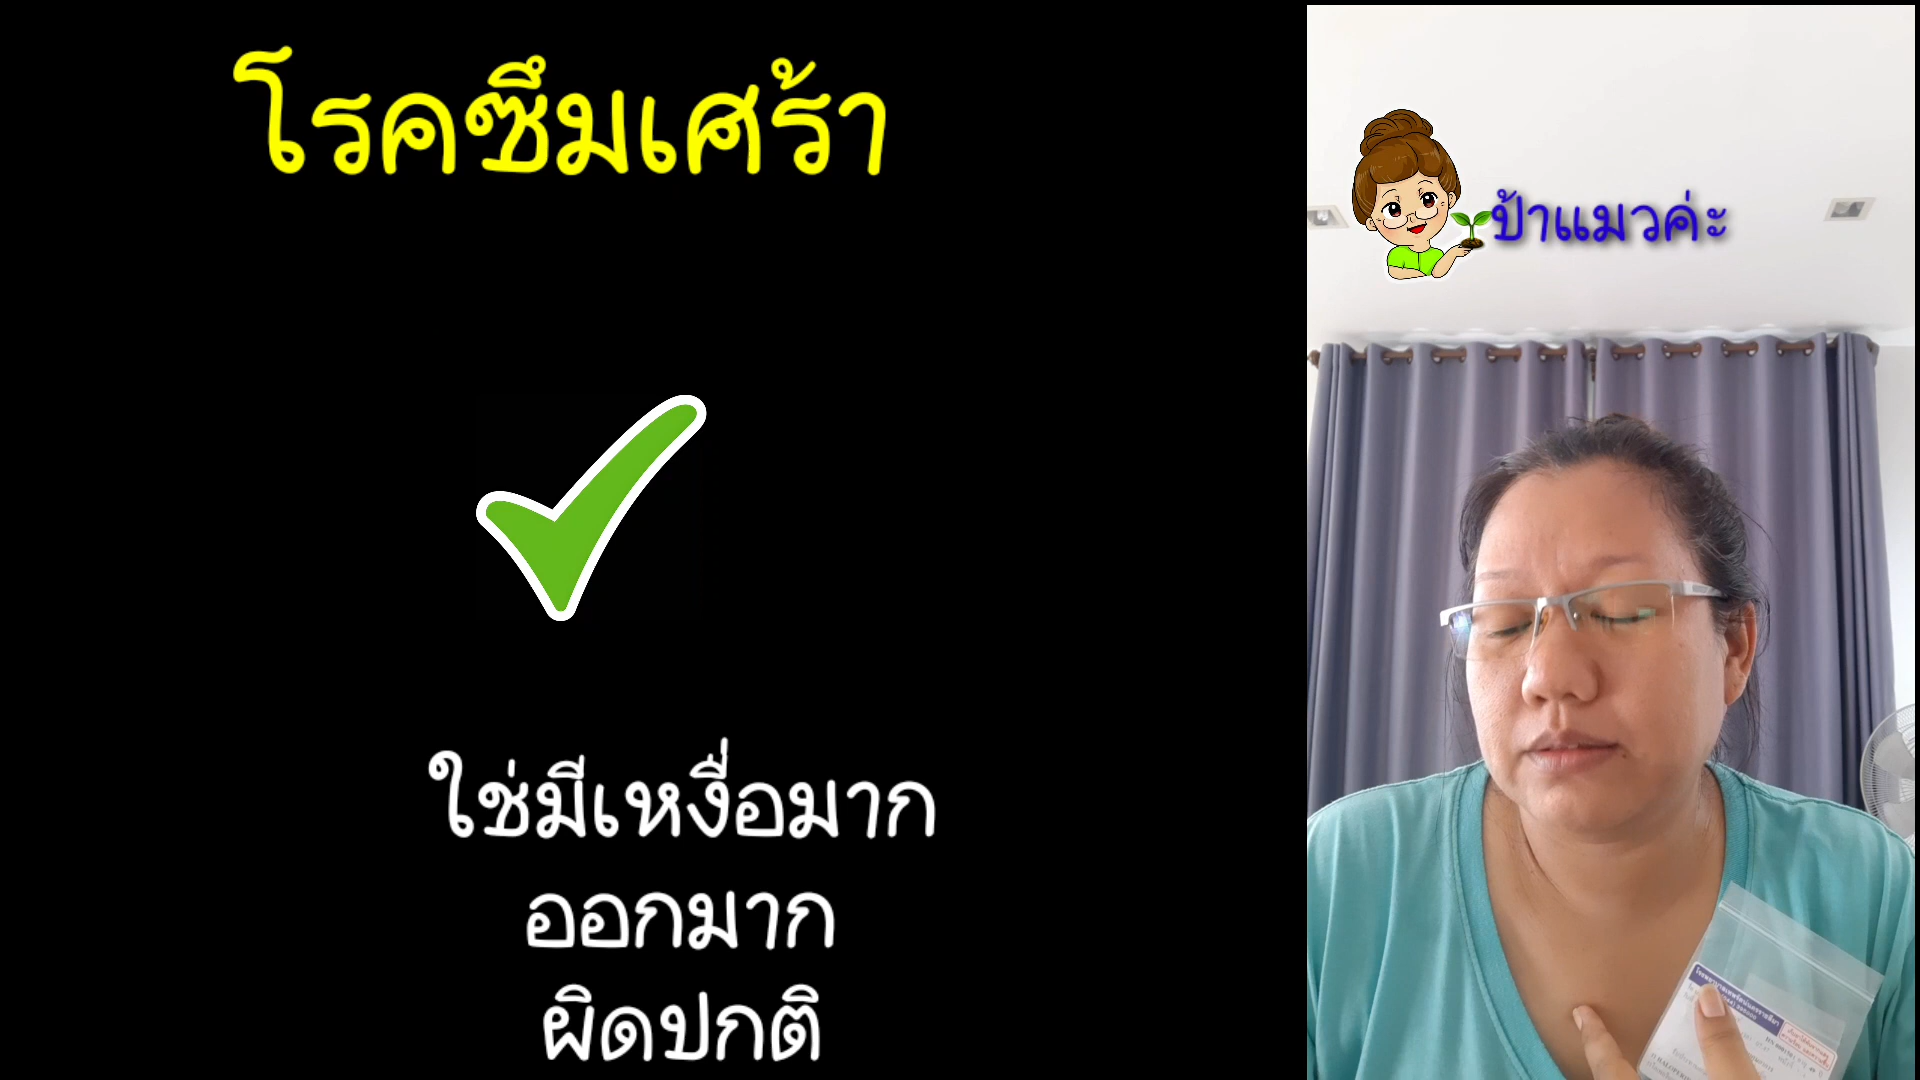 โรคซึมเศร้า
ป้าแมวค่ะ
ใช่มีเหงื่อมาก
ออกมาก
ผิดปกติ